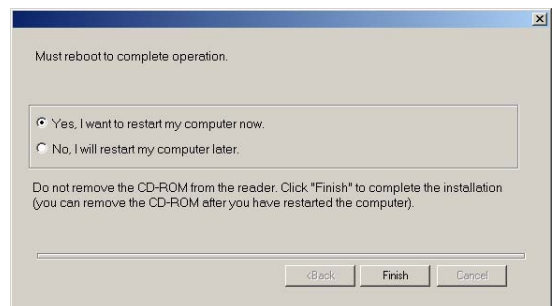 Must reboot to complete operation.
Yes, I want to restart my computer now.
No, I will restart my computer later.
Do not remove the CD-ROM from the reader. Click "Finish" to complete the installation
(you can remove the CD-ROM after you have restarted the computer).
<Back Finish Cancel